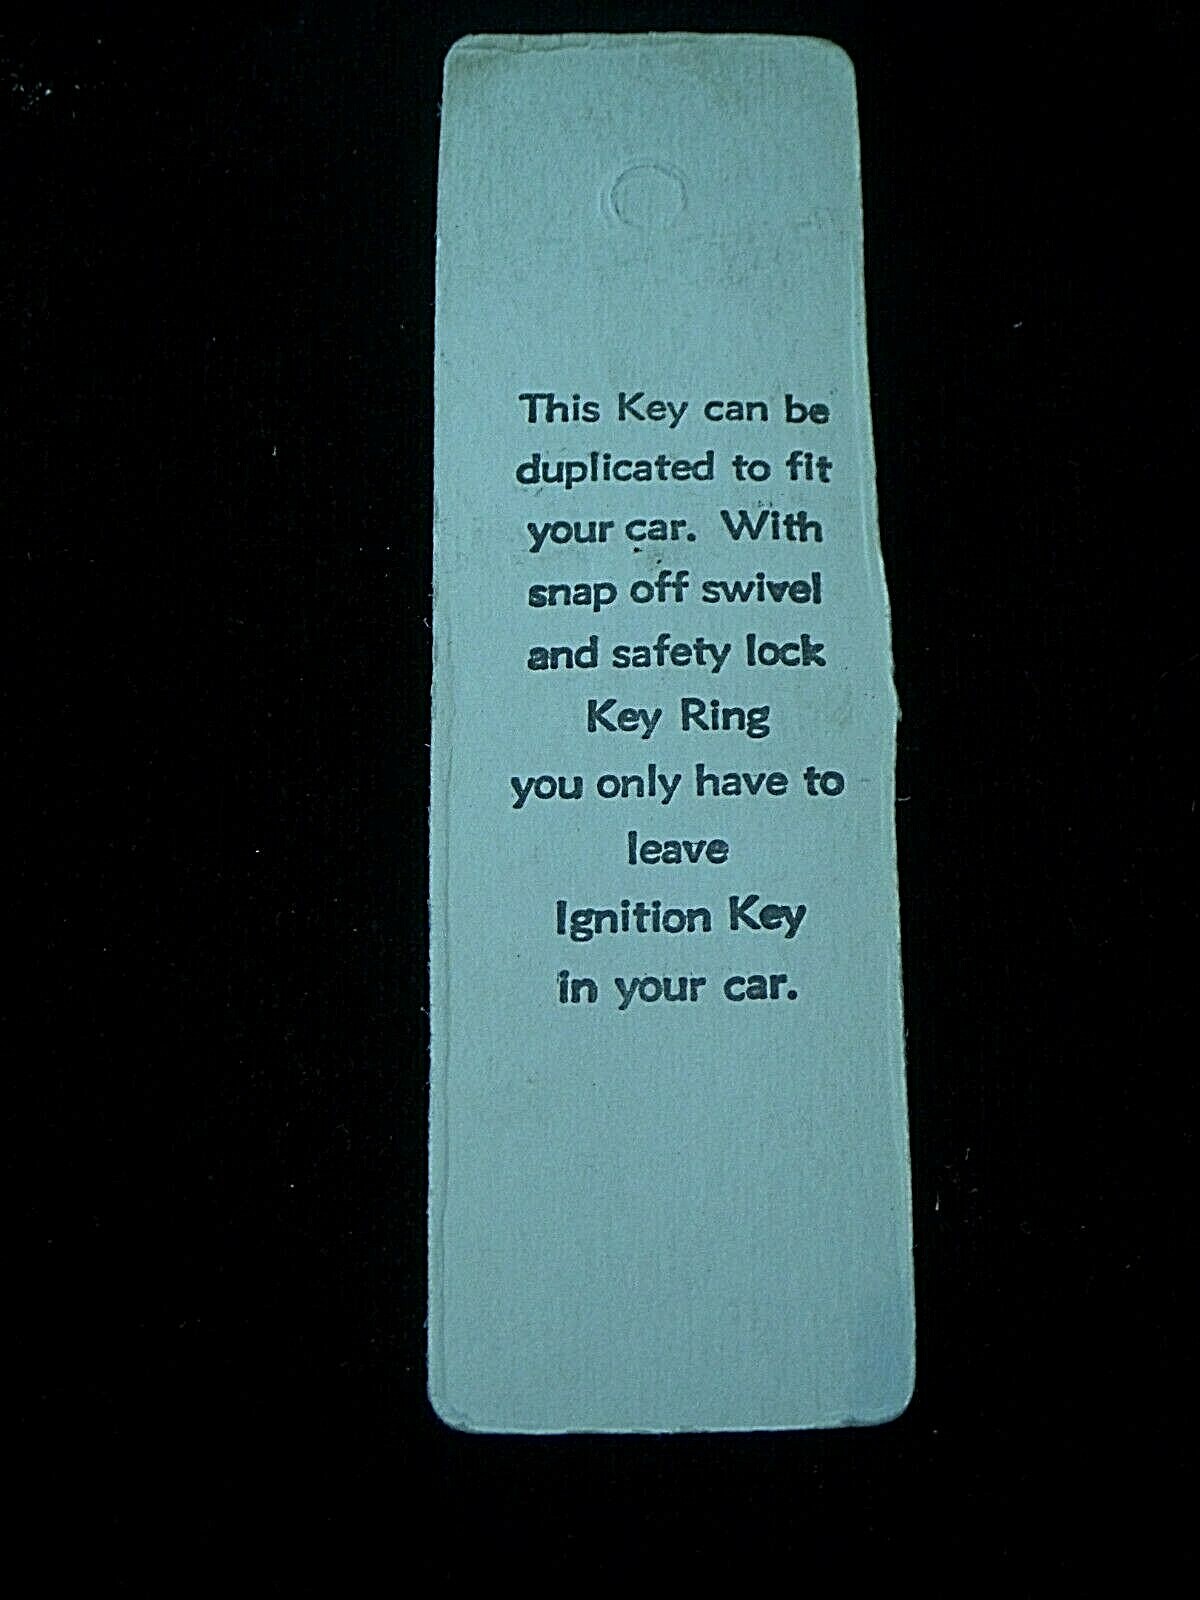 This Key can be
duplicated to fit
your car. With
snap off swivel
and safety lock
Key Ring
you only have to
leave
Ignition Key
in your car.